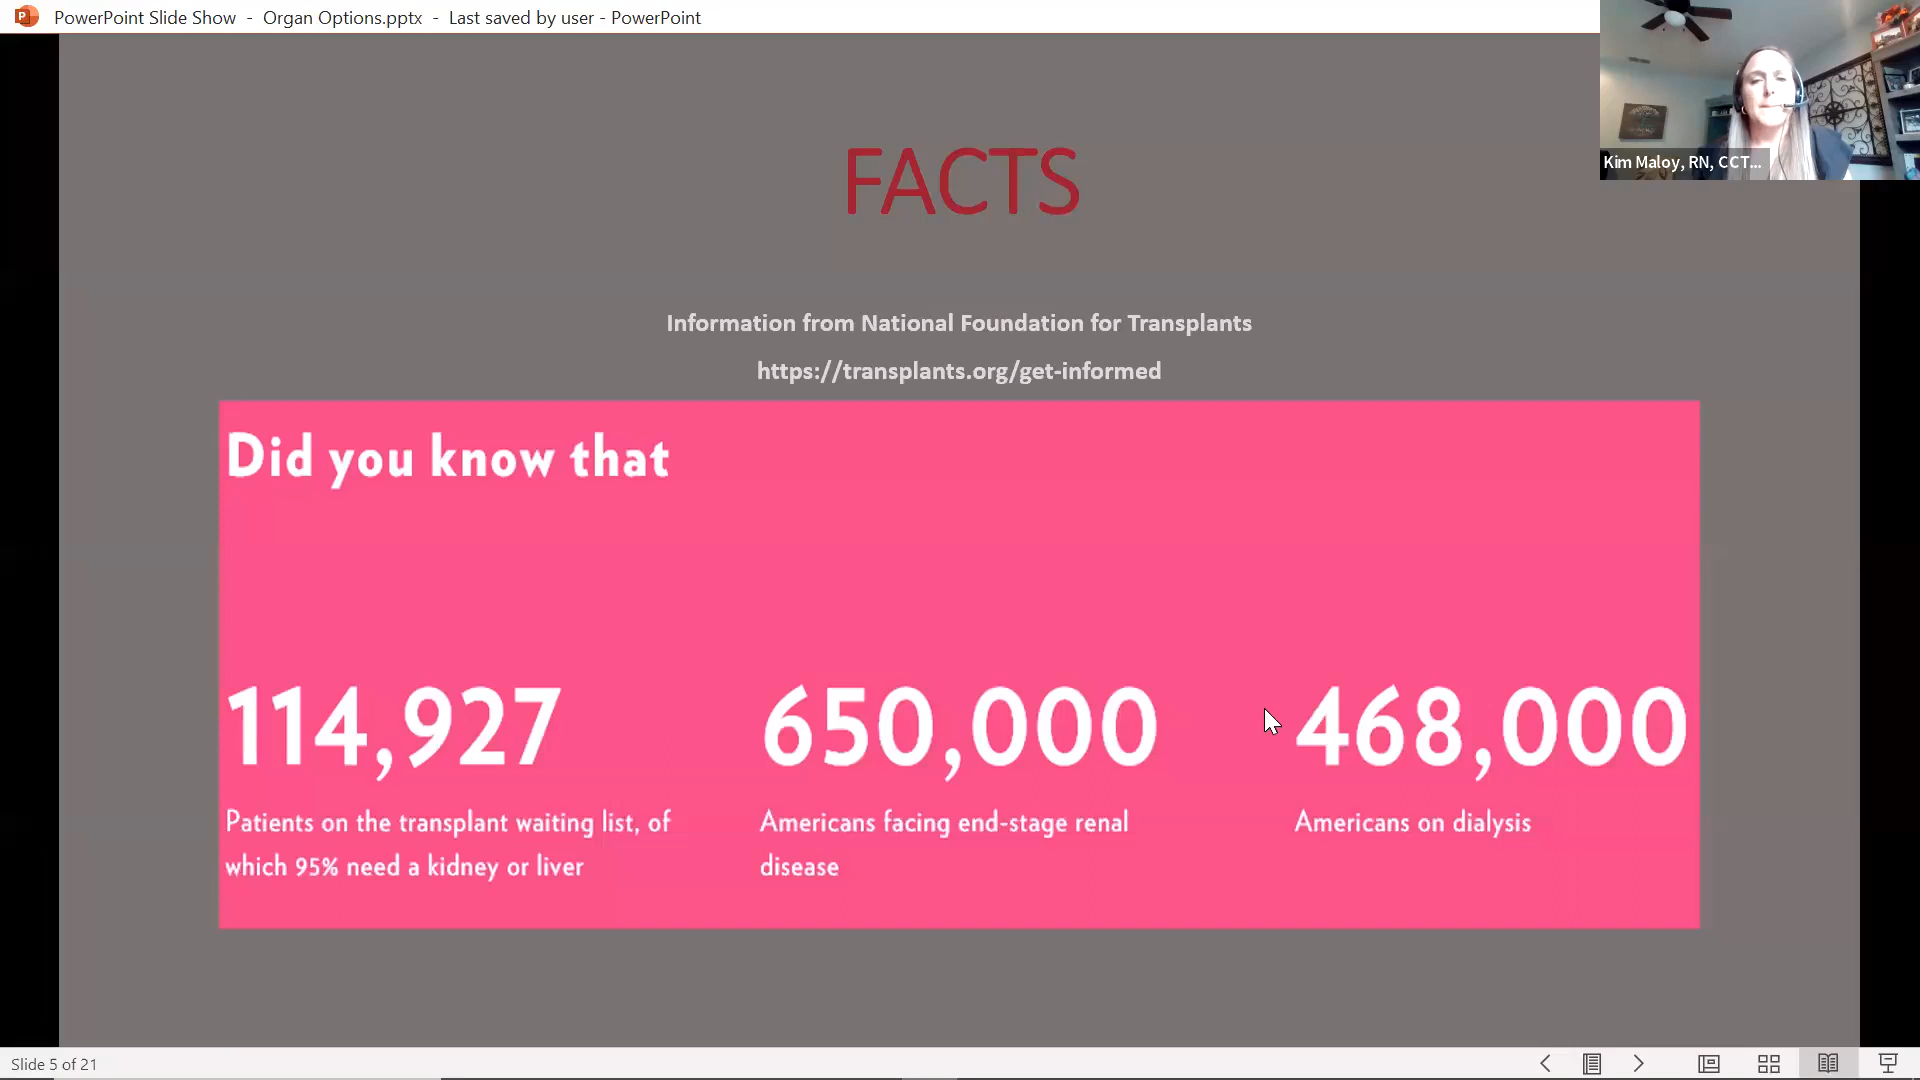 PowerPoint Slide Show - Organ Options.pptx - Last saved by user - PowerPoint
Kim Maloy, RN, CCT...
FACTS
Information from National Foundation for Transplants
https://transplants.org/get-informed
Did you know that
114,927
Patients on the transplant waiting list, of
which 95% need a kidney or liver
650,000
Americans facing end-stage renal
disease
468,000
Americans on dialysis
Slide 5 of 21